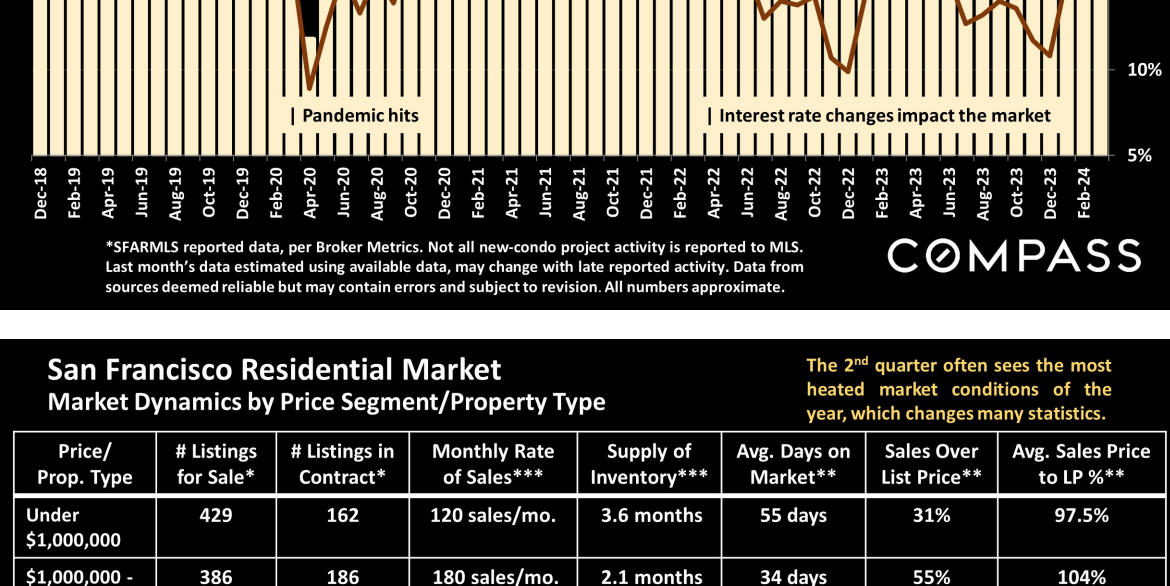 10%
| Pandemic hits
| Interest rate changes impact the market
5%
Dec-18 Feb-19 Apr-19 Jun-19 Aug-19 Oct-19 Dec-19 Feb-20 Apr-20 Jun-20 Aug-20 Oct-20 Dec-20 Feb-21 Apr-21 Jun-21 Aug-21 Oct-21 Dec-21 Feb-22 Apr-22 Jun-22 Aug-22 Oct-22 Dec-22 Feb-23 Apr-23 Jun-23 Aug-23 Oct-23 Dec-23 Feb-24
*SFARMLS reported data, per Broker Metrics. Not all new-condo project activity is reported to MLS.
Last month's data estimated using available data, may change with late reported activity. Data from
sources deemed reliable but may contain errors and subject to revision. All numbers approximate.
COMPASS
San Francisco Residential Market
Market Dynamics by Price Segment/Property Type
The 2nd quarter often sees the most
heated market conditions of the
year, which changes many statistics.
Price/ # Listings # Listings in Monthly Rate Supply of Avg. Days on Sales Over Avg. Sales Price
Prop. Type for Sale* Contract* of Sales*** Inventory*** Market** List Price** to LP %**
Under 429 162 120 sales/mo. 3.6 months 55 days 31% 97.5%
$1,000,000
$1,000,000 - 386 186 180 sales/mo. 2.1 months 34 days 55% 104%